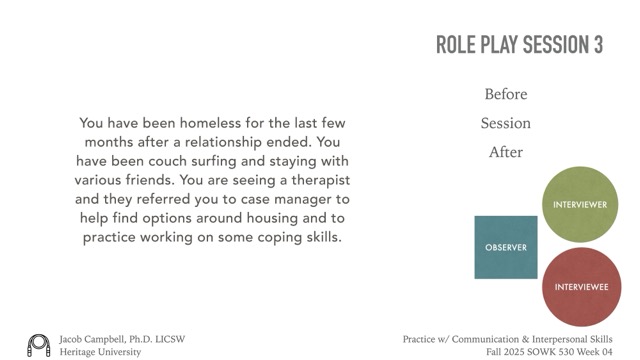 ROLE PLAY SESSION 3
Before
Session
After
You have been homeless for the last few
months after a relationship ended. You
have been couch surfing and staying with
various friends. You are seeing a therapist
and they referred you to case manager to
help find options around housing and to
practice working on some coping skills.
INTERVIEWER
OBSERVER
INTERVIEWEE
Jacob Campbell, Ph.D. LICSW
Heritage University
Practice w/ Communication & Interpersonal Skills
Fall 2025 SOWK 530 Week 04